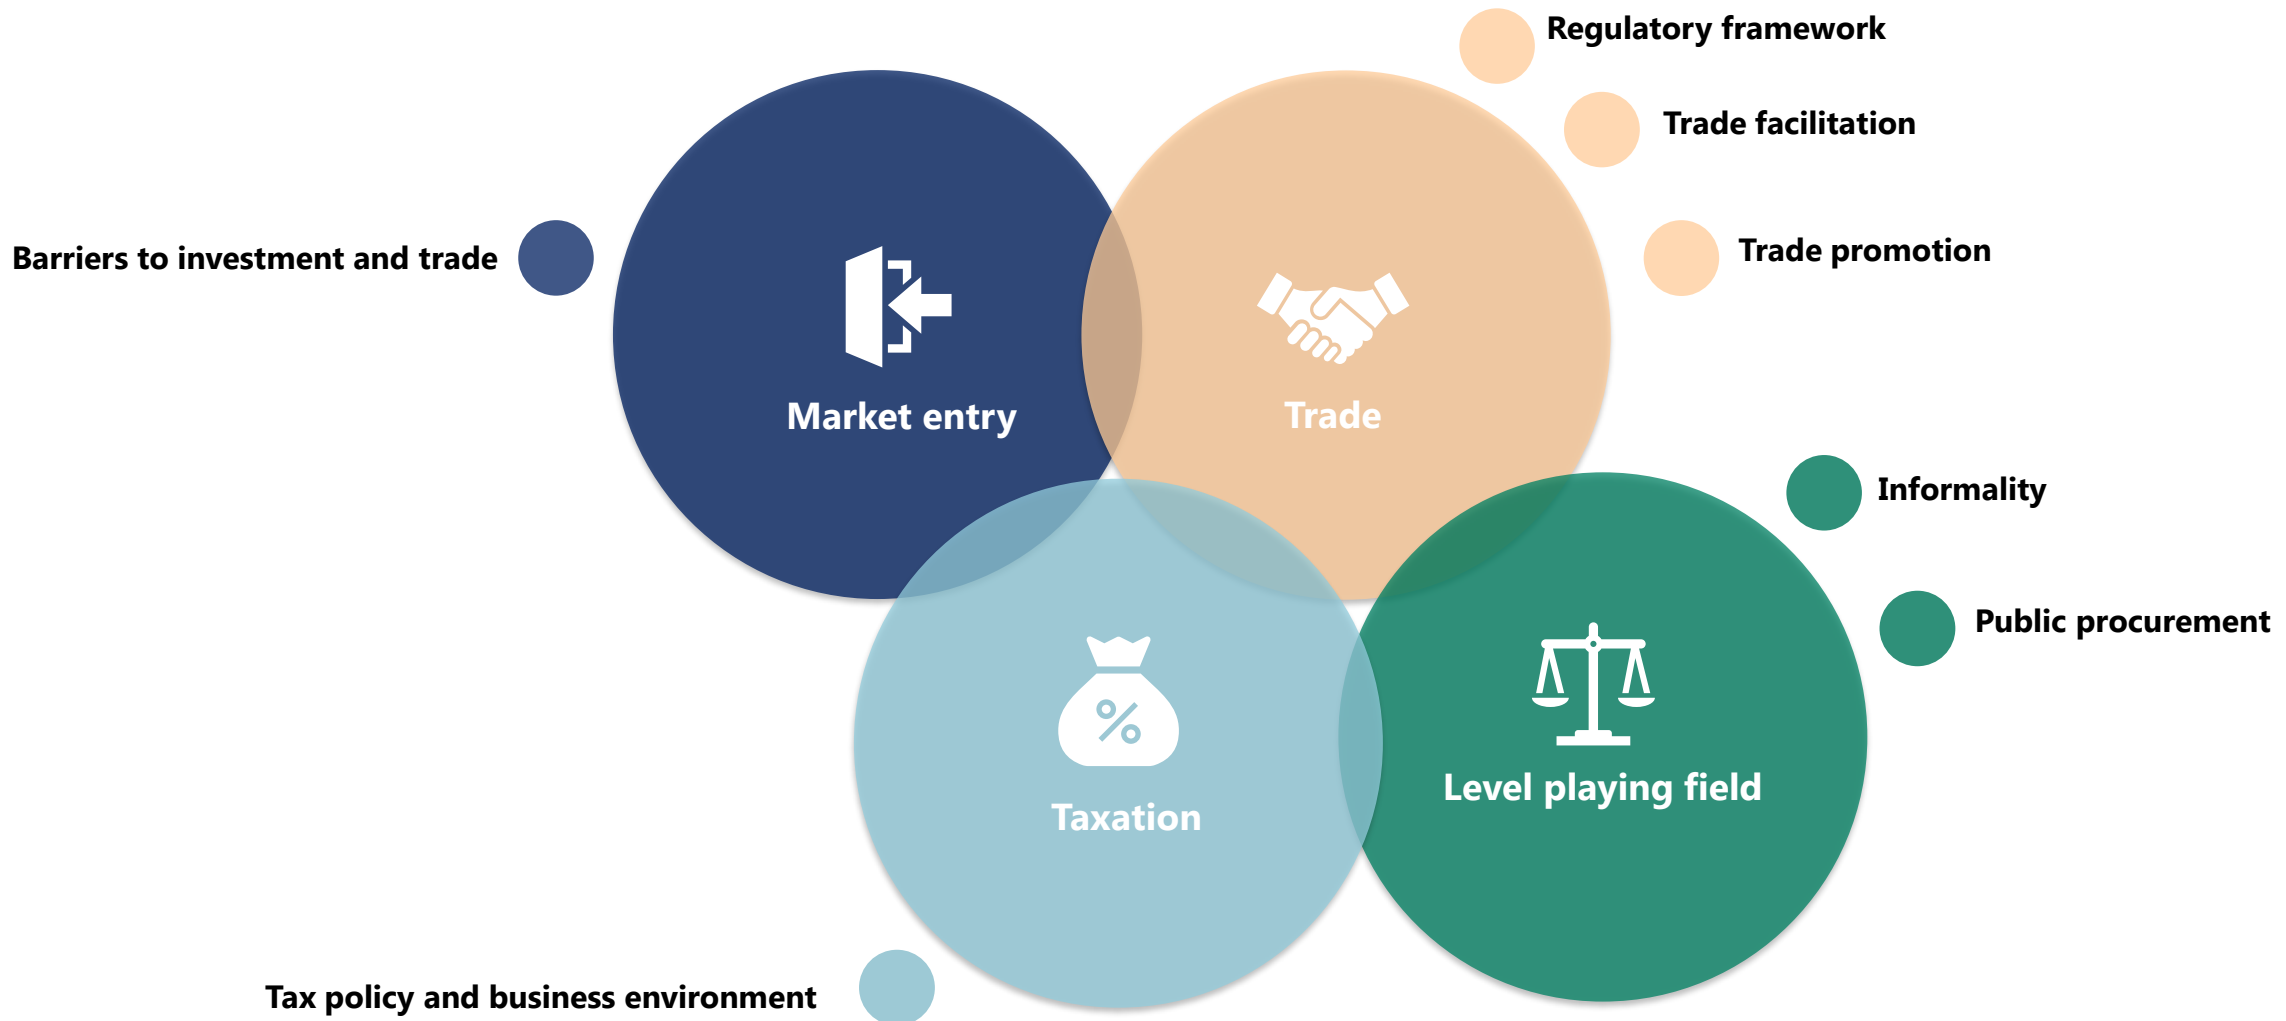 Regulatory framework
Trade facilitation
Trade promotion
Barriers to investment and trade
Market entry
Trade
Informality
Public procurement
Level playing field
Taxation
%
Tax policy and business environment